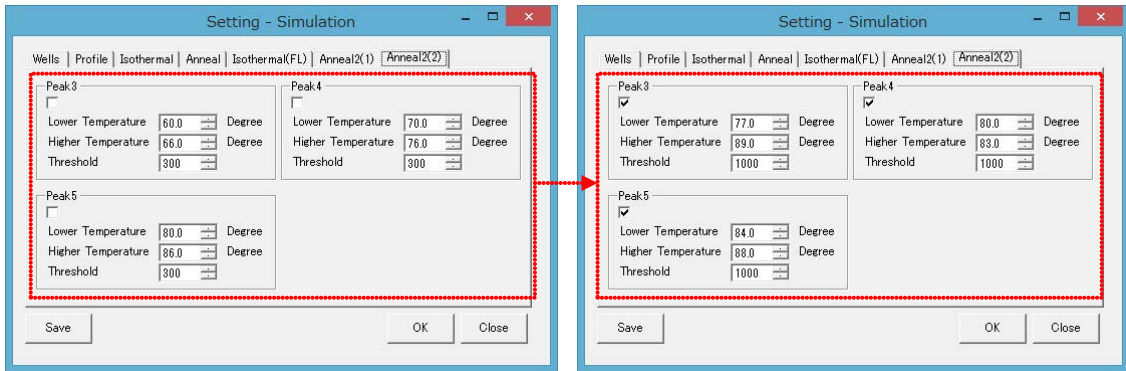 Setting - Simulation
Wells Profile Isothermal Anneal Isothermal(FL) Anneal2(1) Anneal2(2)
Peak3
Lower Temperature 60.0 Degree
Higher Temperature 66.0 Degree
Threshold 300
Peak4
Lower Temperature 70.0 Degree
Higher Temperature 76.0 Degree
Threshold 300
Peak5
Lower Temperature 80.0 Degree
Higher Temperature 86.0 Degree
Threshold 300
Save OK Close
Setting - Simulation
Wells Profile Isothermal Anneal Isothermal(FL) Anneal2(1) Anneal2(2)
Peak3
Lower Temperature 77.0 Degree
Higher Temperature 89.0 Degree
Threshold 1000
Peak4
Lower Temperature 80.0 Degree
Higher Temperature 83.0 Degree
Threshold 1000
Peak5
Lower Temperature 84.0 Degree
Higher Temperature 88.0 Degree
Threshold 1000
Save OK Close